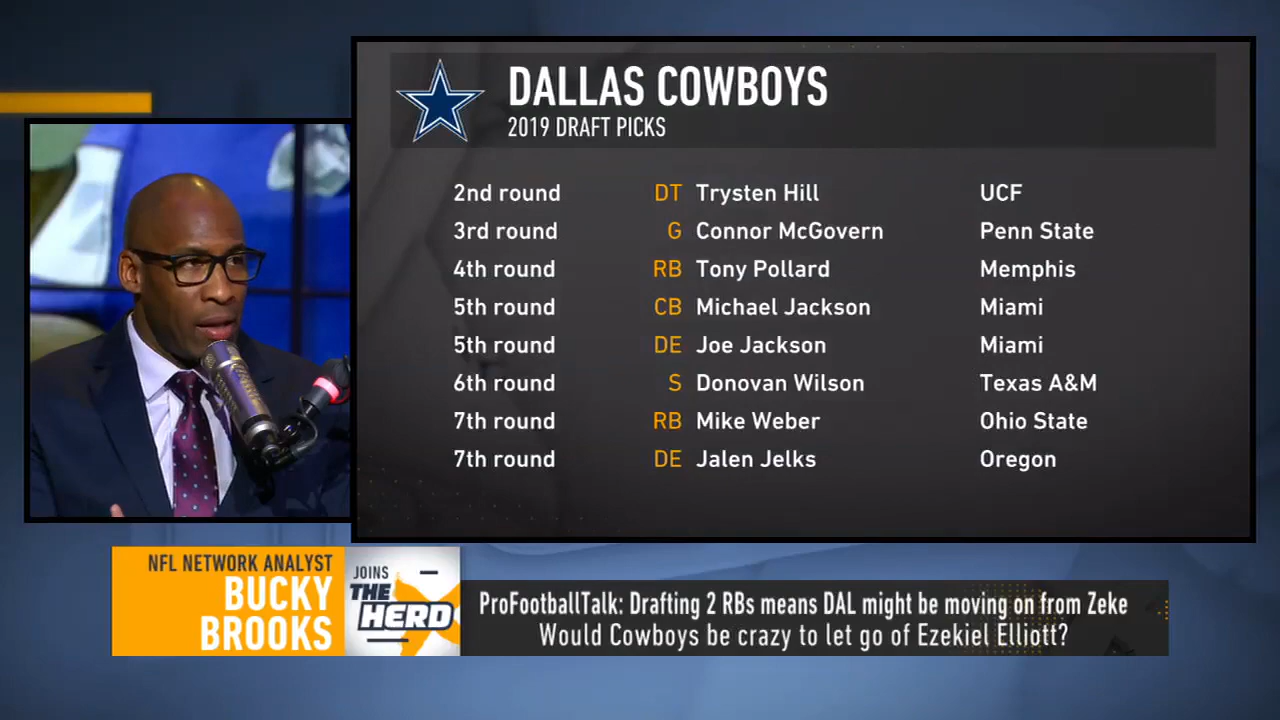 DALLAS COWBOYS
2019 DRAFT PICKS
2nd round DT Trysten Hill UCF
3rd round G Connor McGovern Penn State
4th round RB Tony Pollard Memphis
5th round CB Michael Jackson Miami
5th round DE Joe Jackson Miami
6th round S Donovan Wilson Texas A&M
7th round RB Mike Weber Ohio State
7th round DE Jalen Jelks Oregon
NFL NETWORK ANALYST
BUCKY
BROOKS
JOINS
THE
HERD
ProFootballTalk: Drafting 2 RBs means DAL might be moving on from Zeke
Would Cowboys be crazy to let go of Ezekiel Elliott?